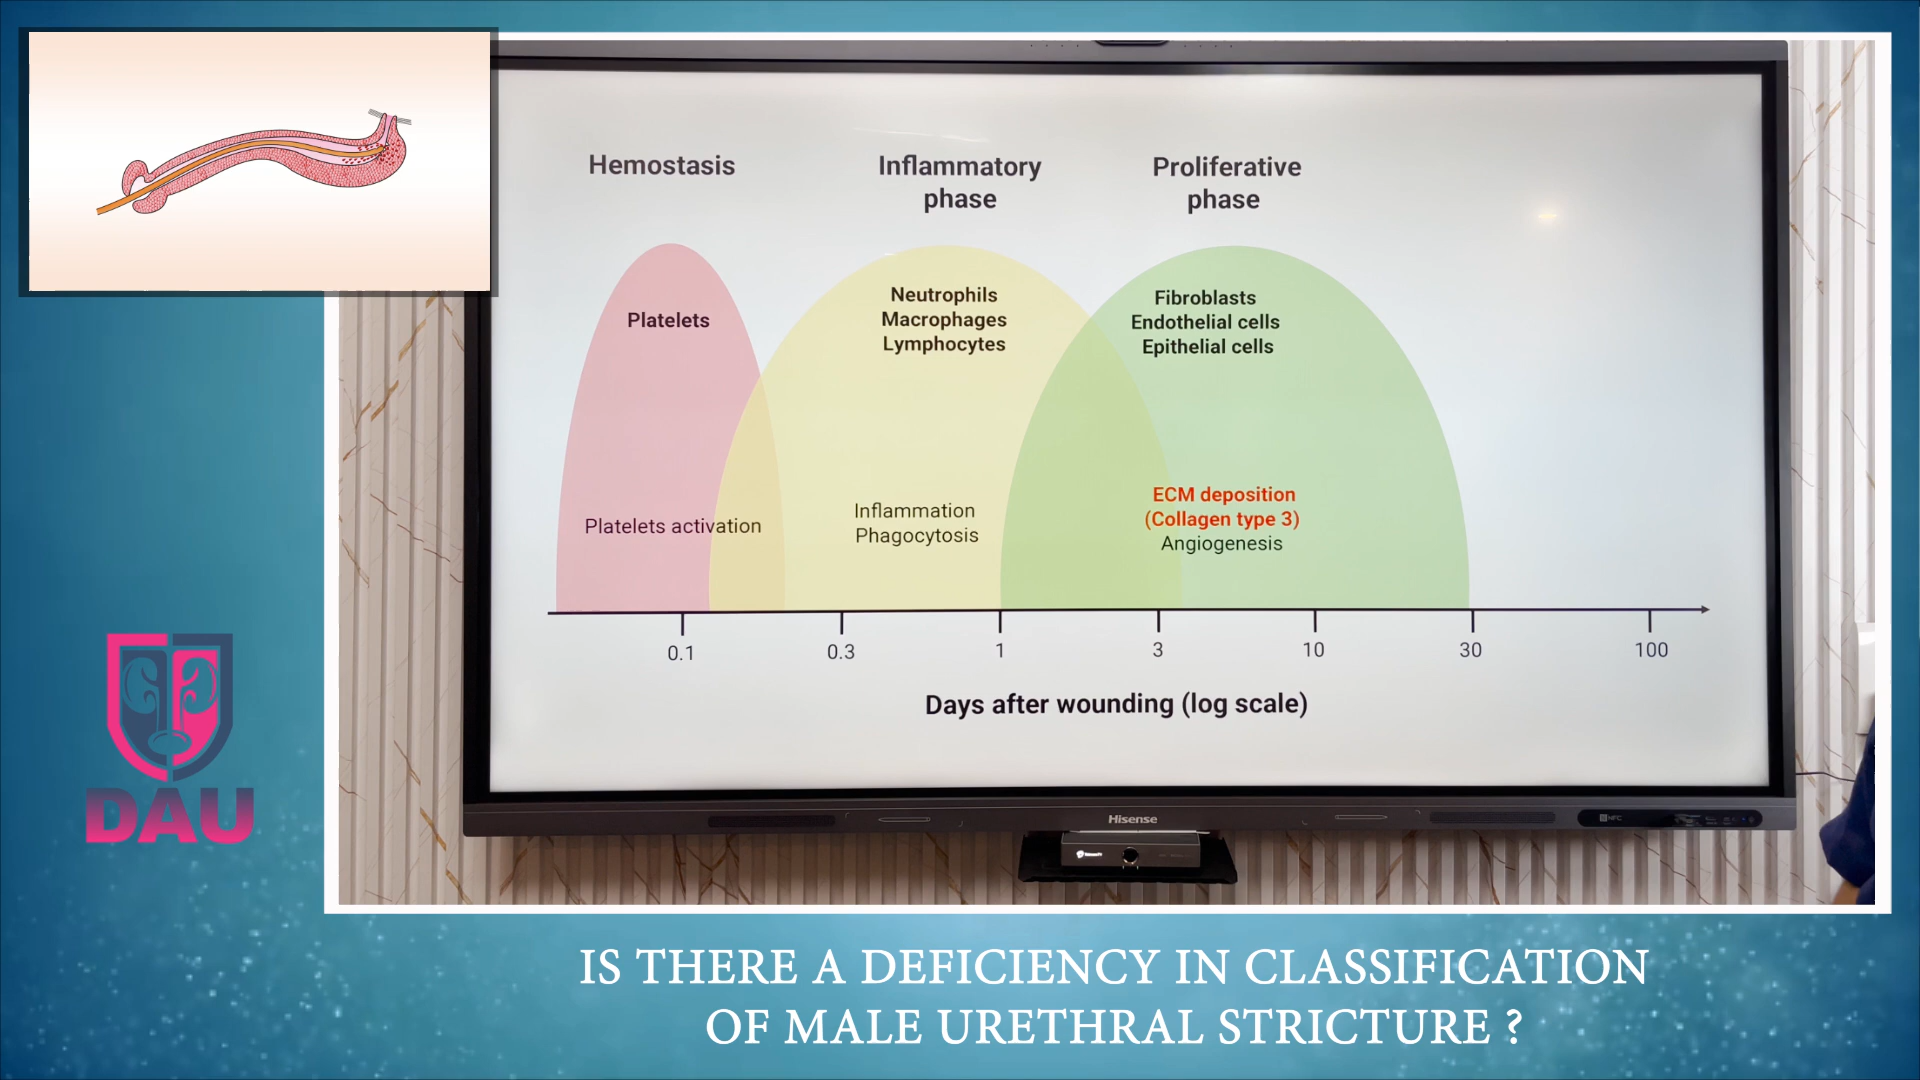 Hemostasis
Inflammatory
phase
Proliferative
phase
Platelets
Neutrophils
Macrophages
Lymphocytes
Fibroblasts
Endothelial cells
Epithelial cells
Platelets activation
Inflammation
Phagocytosis
ECM deposition
(Collagen type 3)
Angiogenesis
0.1
0.3
1
3
10
30
100
Days after wounding (log scale)
Hisense
NFC
DAU
IS THERE A DEFICIENCY IN CLASSIFICATION
OF MALE URETHRAL STRICTURE ?